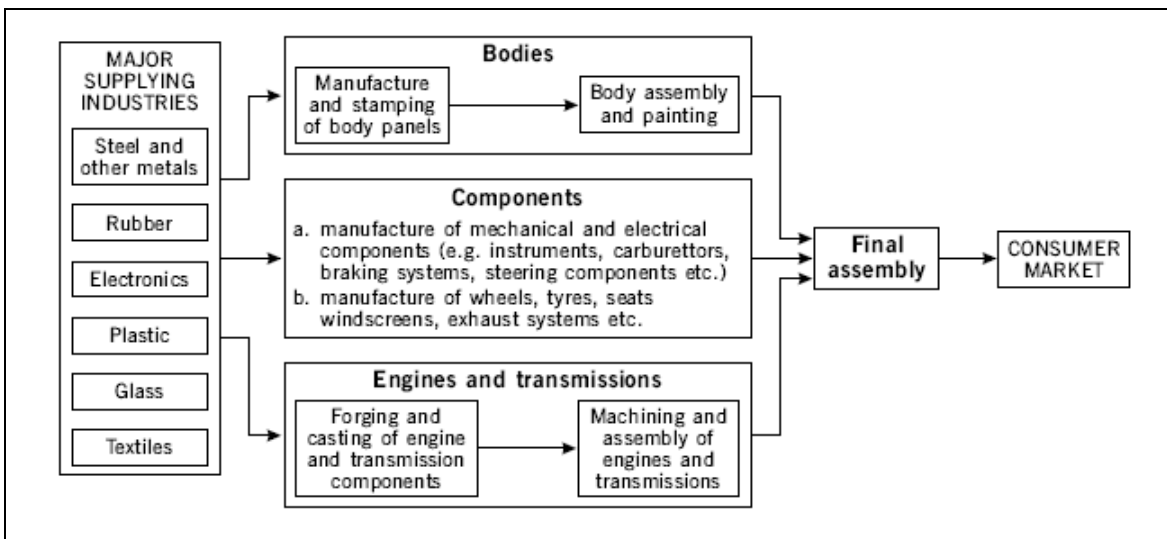 MAJOR
SUPPLYING
INDUSTRIES
Steel and
other metals
Rubber
Electronics
Plastic
Glass
Textiles
Bodies
Manufacture
and stamping
of body panels
Body assembly
and painting
Components
a. manufacture of mechanical and electrical
components (e.g. instruments, carburettors,
braking systems, steering components etc.)
b. manufacture of wheels, tyres, seats
windscreens, exhaust systems etc.
Engines and transmissions
Forging and
casting of engine
and transmission
components
Machining and
assembly of
engines and
transmissions
Final
assembly
CONSUMER
MARKET